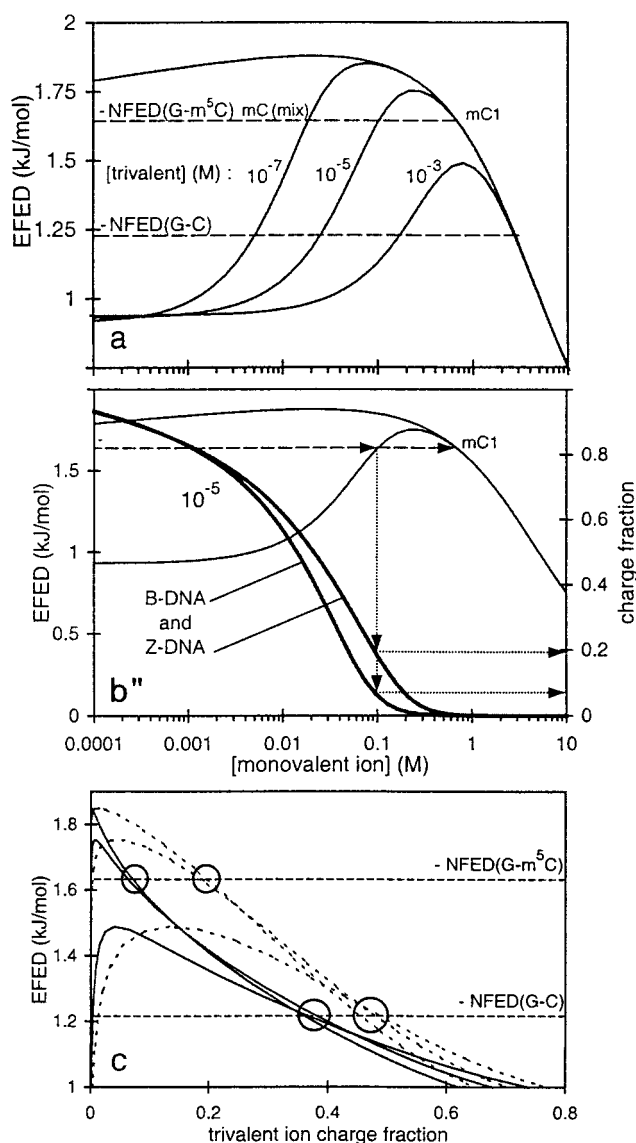 2
1.75
1.5
1.25
1
EFED (kJ/mol)
- NFED(G-m⁵C) mC (mix)
mC1
[trivalent] (M) : 10⁻⁷ 10⁻⁵ 10⁻³
- NFED(G-C)
a
1.5
1
0.5
0
EFED (kJ/mol)
-
mC1
10⁻⁵
B-DNA
and
Z-DNA
b"
0.8
0.6
0.4
0.2
0
charge fraction
0.0001 0.001 0.01 0.1 1 10
[monovalent ion] (M)
1.8
1.6
1.4
1.2
1
EFED (kJ/mol)
- NFED(G-m⁵C)
- NFED(G-C)
c
0 0.2 0.4 0.6 0.8
trivalent ion charge fraction